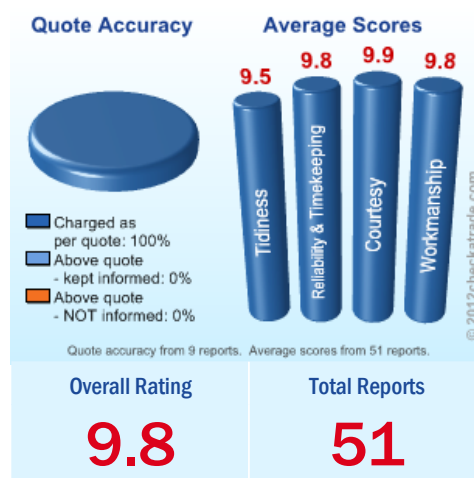 Quote Accuracy
Average Scores
9.5
9.8
9.9
9.8
Tidiness
Reliability & Timekeeping
Courtesy
Workmanship
Charged as
per quote: 100%
Above quote
- kept informed: 0%
Above quote
- NOT informed: 0%
© 2012checkatrade.com
Quote accuracy from 9 reports. Average scores from 51 reports.
Overall Rating
9.8
Total Reports
51